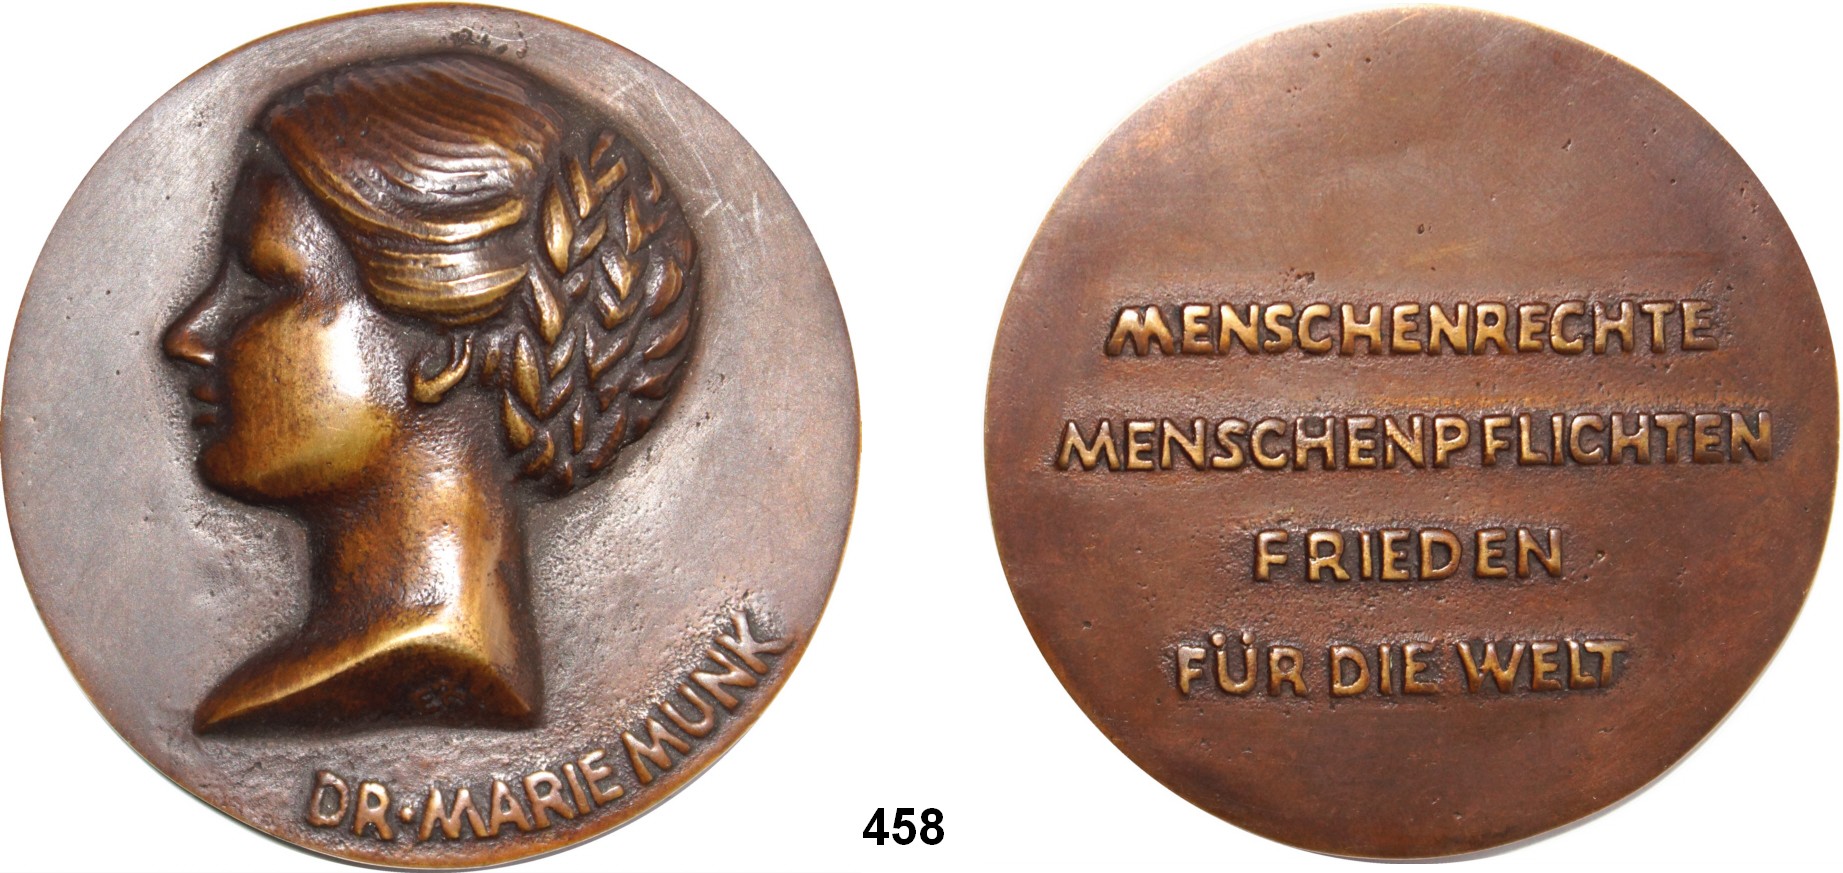 DR·MARIE MUNK
MENSCHENRECHTE
MENSCHENPFLICHTEN
FRIEDEN
FÜR DIE WELT
458